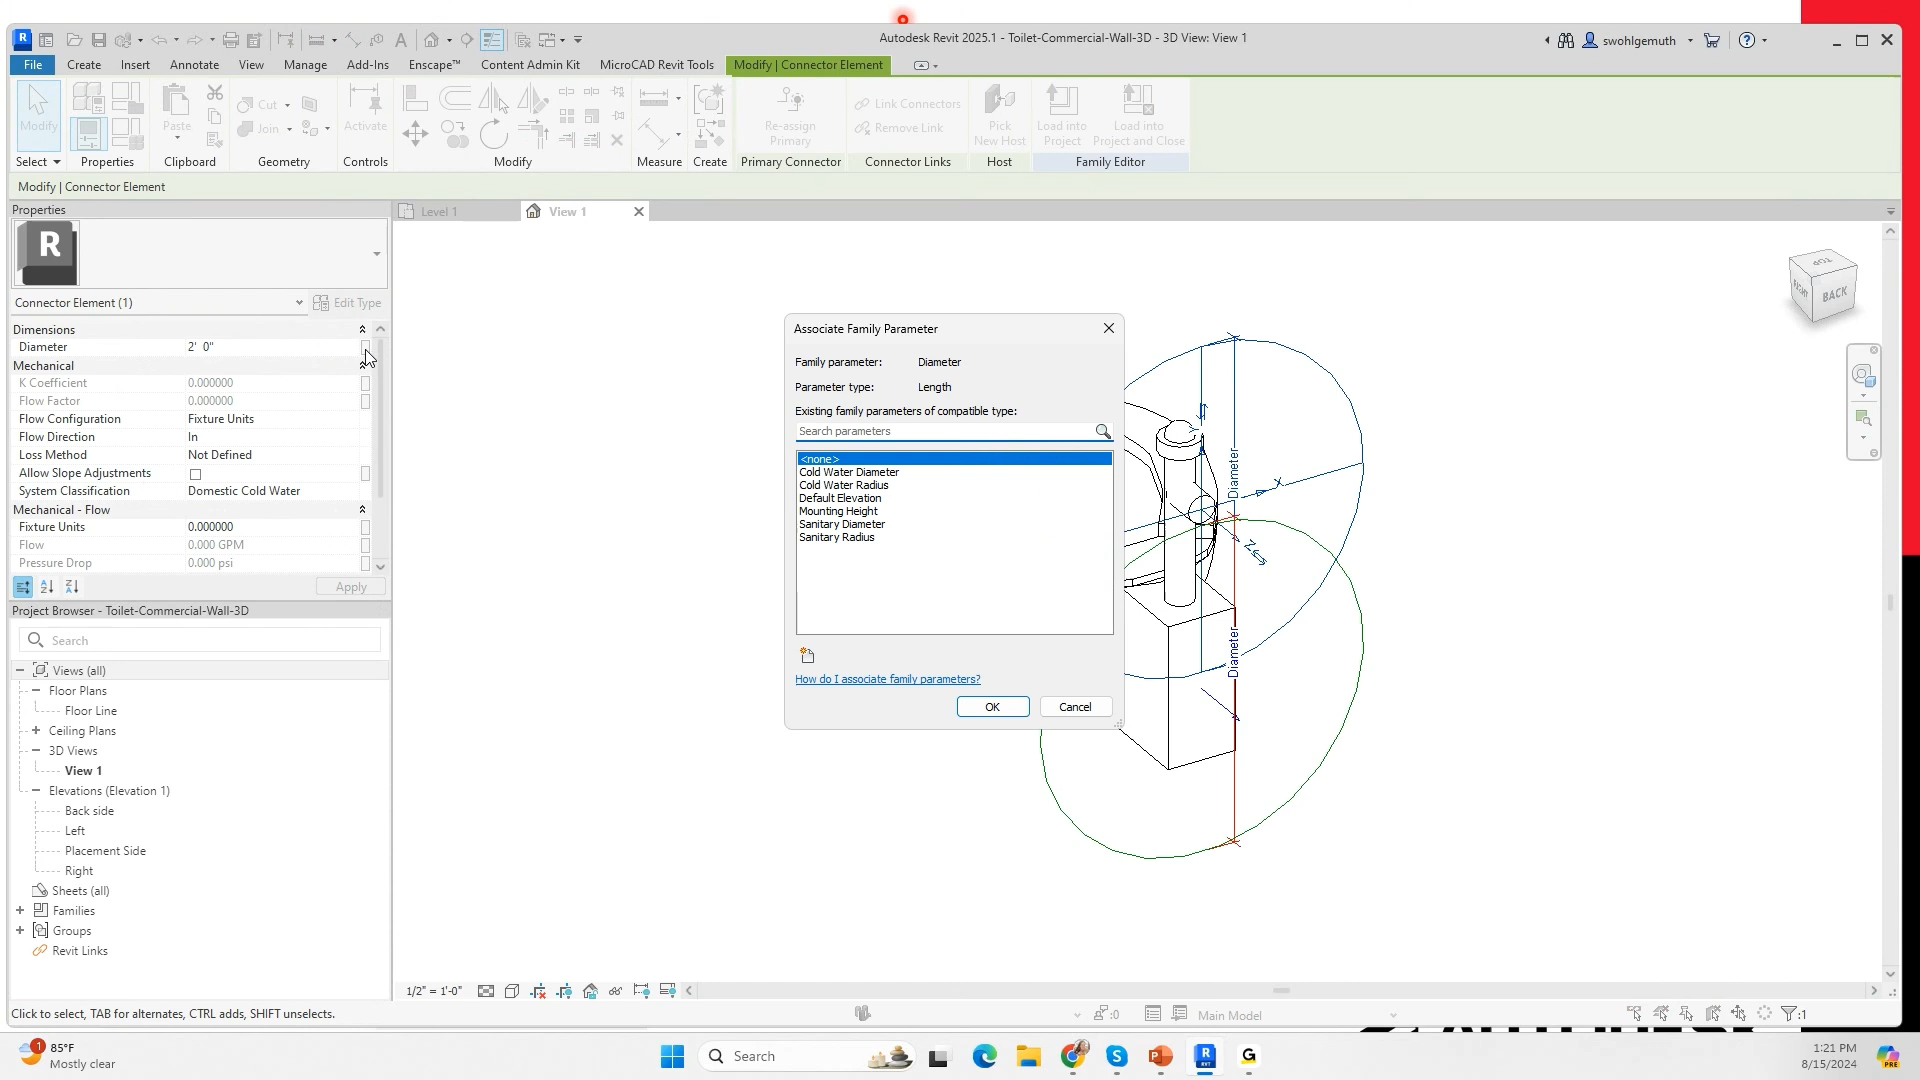 Autodesk Revit 2025.1 - Toilet-Commercial-Wall-3D - 3D View: View 1
swohlgemuth
File
Create
Insert
Annotate
View
Manage
Add-Ins
Enscape™
Content Admin Kit
MicroCAD Revit Tools
Modify | Connector Element
Modify
Paste
Cut
Join
Activate
Re-assign
Primary
Link Connectors
Remove Link
Pick
New Host
Load into
Project
Load into
Project and Close
Select
Properties
Clipboard
Geometry
Controls
Modify
Measure
Create
Primary Connector
Connector Links
Host
Family Editor
Modify | Connector Element
Properties
R
Connector Element (1)
Edit Type
Dimensions
Diameter 2' 0"
Mechanical
K Coefficient 0.000000
Flow Factor 0.000000
Flow Configuration Fixture Units
Flow Direction In
Loss Method Not Defined
Allow Slope Adjustments
System Classification Domestic Cold Water
Mechanical - Flow
Fixture Units 0.000000
Flow 0.000 GPM
Pressure Drop 0.000 psi
Apply
Project Browser - Toilet-Commercial-Wall-3D
Search
Views (all)
Floor Plans
Floor Line
Ceiling Plans
3D Views
View 1
Elevations (Elevation 1)
Back side
Left
Placement Side
Right
Sheets (all)
Families
Groups
Revit Links
Level 1
View 1
Associate Family Parameter
Family parameter: Diameter
Parameter type: Length
Existing family parameters of compatible type:
Search parameters
<none>
Cold Water Diameter
Cold Water Radius
Default Elevation
Mounting Height
Sanitary Diameter
Sanitary Radius
How do I associate family parameters?
OK
Cancel
Diameter
X
Y
Z
Diameter
TOP
RIGHT
BACK
1/2" = 1'-0"
Click to select, TAB for alternates, CTRL adds, SHIFT unselects.
:0
Main Model
:1
1
85°F
Mostly clear
Search
1:21 PM
8/15/2024